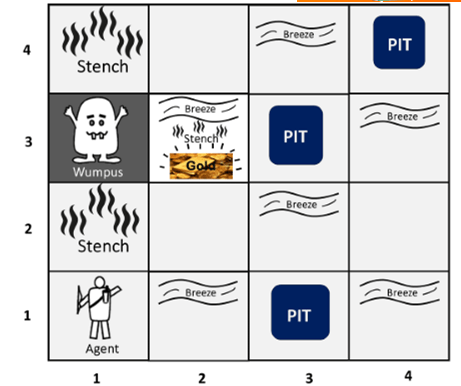 4
Stench
Breeze
PIT
3
Wumpus
Breeze
Stench
Gold
PIT
Breeze
2
Stench
Breeze
1
Agent
Breeze
PIT
Breeze
1 2 3 4